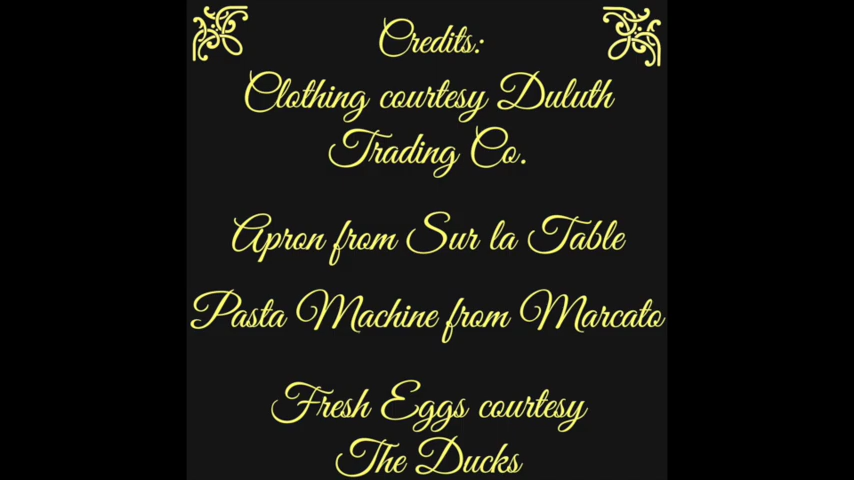 Credits:
Clothing courtesy Duluth
Trading Co.
Apron from Sur la Table
Pasta Machine from Marcato
Fresh Eggs courtesy
The Ducks